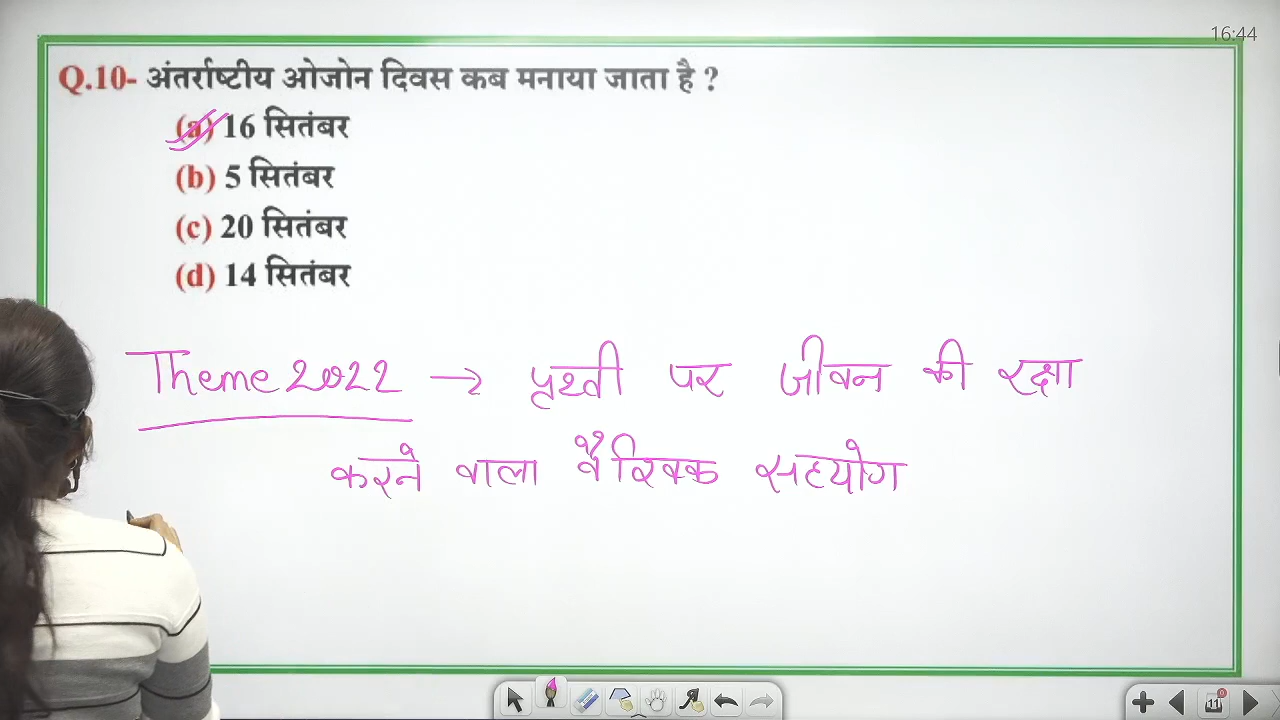 16:44
Q.10- अंतर्राष्टीय ओजोन दिवस कब मनाया जाता है ?
(a) 16 सितंबर
(b) 5 सितंबर
(c) 20 सितंबर
(d) 14 सितंबर
Theme 2022 → पृथ्वी पर जीवन की रक्षा
करने वाला वैश्विक सहयोग
11